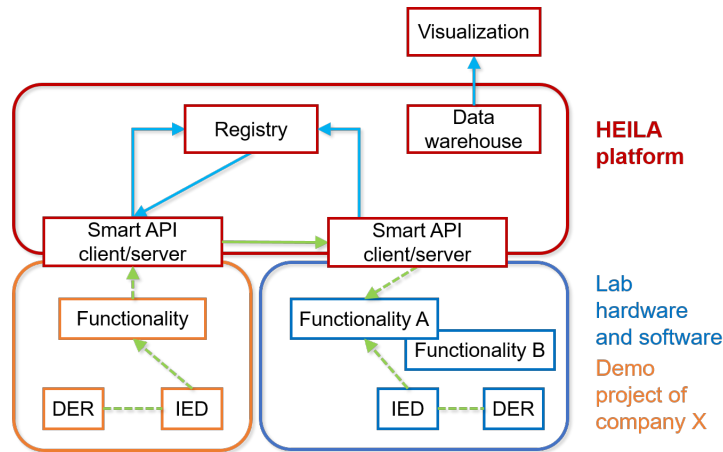 Visualization
Registry
Data
warehouse
HEILA
platform
Smart API
client/server
Smart API
client/server
Functionality
Functionality A
Functionality B
DER
IED
IED
DER
Lab
hardware
and software
Demo
project of
company X